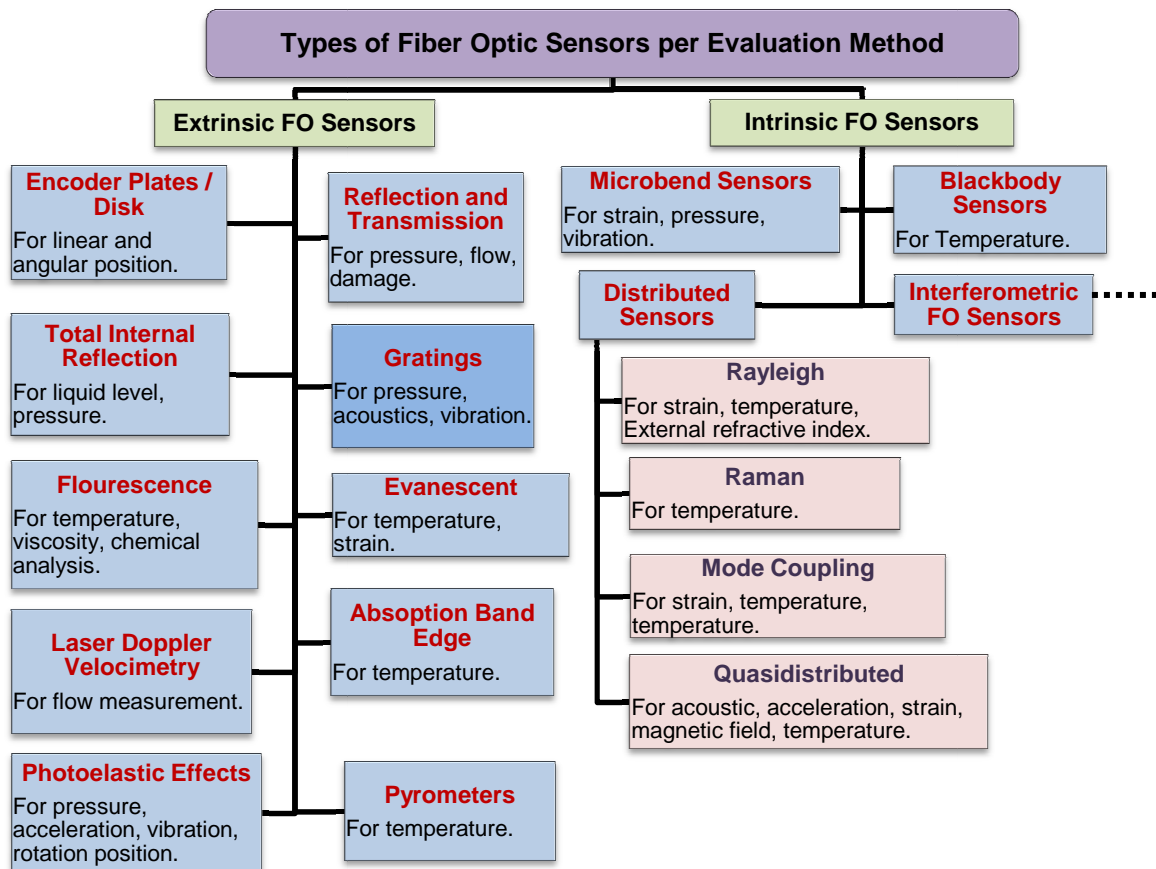 Types of Fiber Optic Sensors per Evaluation Method
Extrinsic FO Sensors
Intrinsic FO Sensors
Encoder Plates /
Disk
For linear and
angular position.
Reflection and
Transmission
For pressure, flow,
damage.
Total Internal
Reflection
For liquid level,
pressure.
Gratings
For pressure,
acoustics, vibration.
Flourescence
For temperature,
viscosity, chemical
analysis.
Evanescent
For temperature,
strain.
Laser Doppler
Velocimetry
For flow measurement.
Absoption Band
Edge
For temperature.
Photoelastic Effects
For pressure,
acceleration, vibration,
rotation position.
Pyrometers
For temperature.
Microbend Sensors
For strain, pressure,
vibration.
Blackbody
Sensors
For Temperature.
Distributed
Sensors
Interferometric
FO Sensors
Rayleigh
For strain, temperature,
External refractive index.
Raman
For temperature.
Mode Coupling
For strain, temperature,
temperature.
Quasidistributed
For acoustic, acceleration, strain,
magnetic field, temperature.